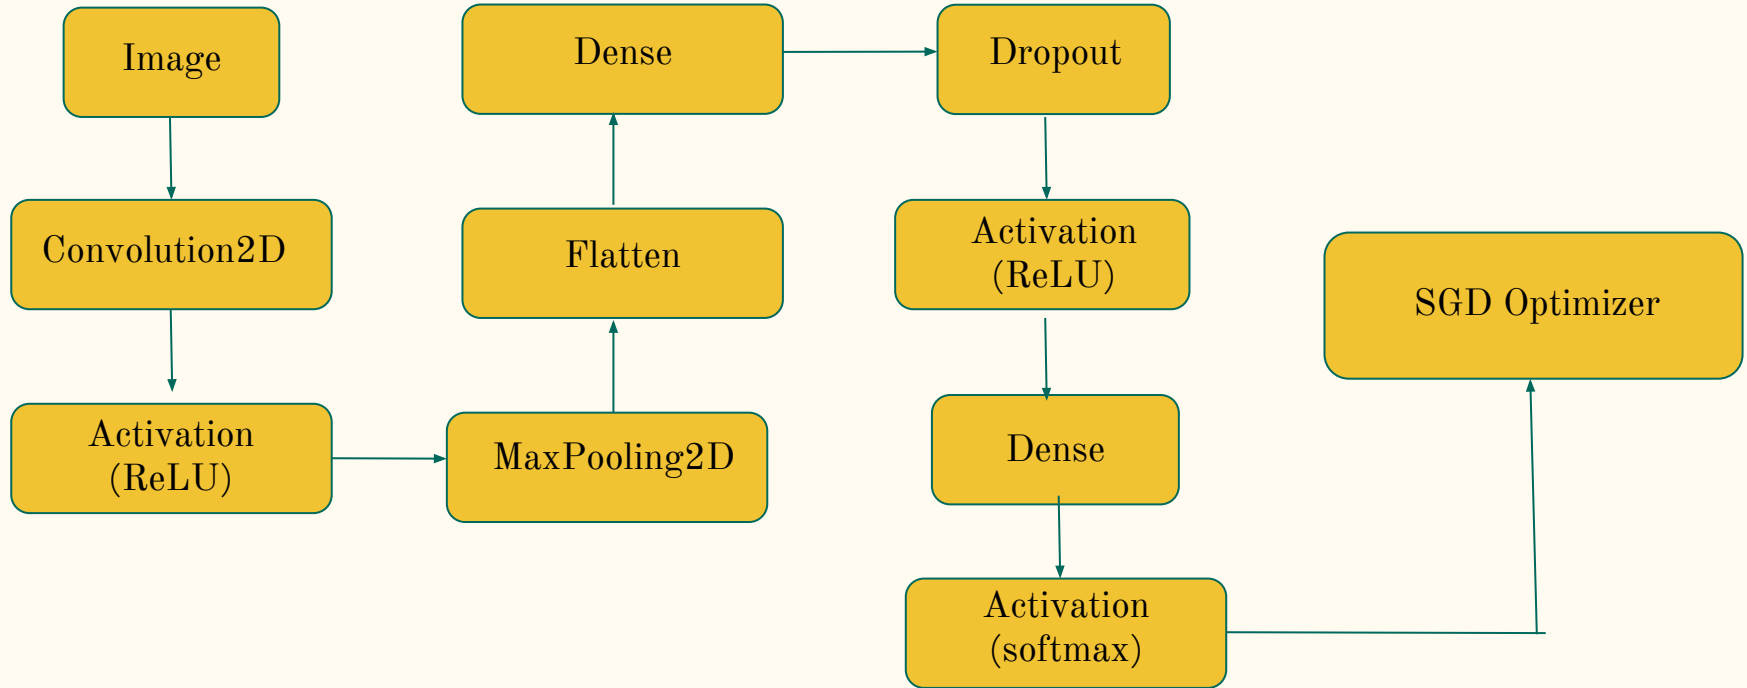 Image
Convolution2D
Activation
(ReLU)
MaxPooling2D
Flatten
Dense
Dropout
Activation
(ReLU)
Dense
Activation
(softmax)
SGD Optimizer